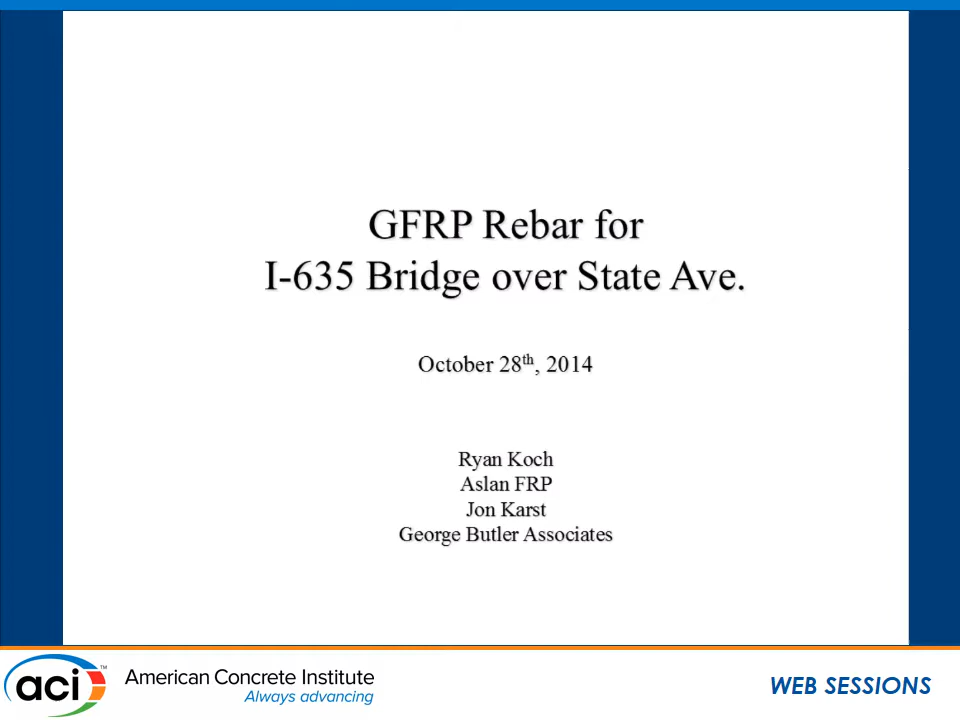 GFRP Rebar for
I-635 Bridge over State Ave.
October 28th, 2014
Ryan Koch
Aslan FRP
Jon Karst
George Butler Associates
aci™
American Concrete Institute
Always advancing
WEB SESSIONS